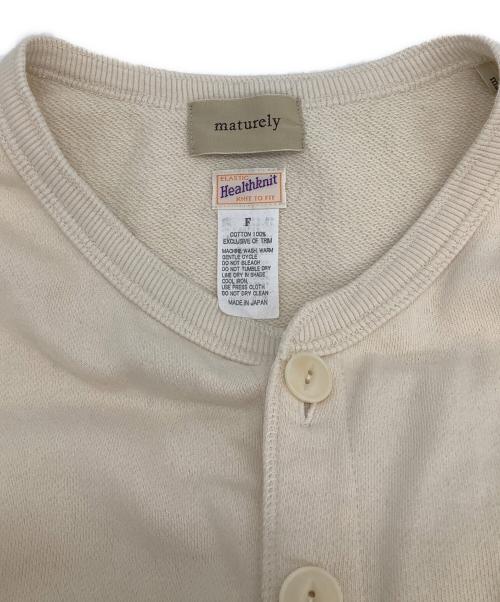 maturely
ELASTIC
Healthknit
KNIT TO FIT
F
COTTON 100%
EXCLUSIVE OF TRIM
MACHINE WASH, WARM
GENTLE CYCLE
DO NOT BLEACH
DO NOT TUMBLE DRY
LINE DRY IN SHADE
COOL IRON,
USE PRESS CLOTH
DO NOT DRY CLEAN
MADE IN JAPAN